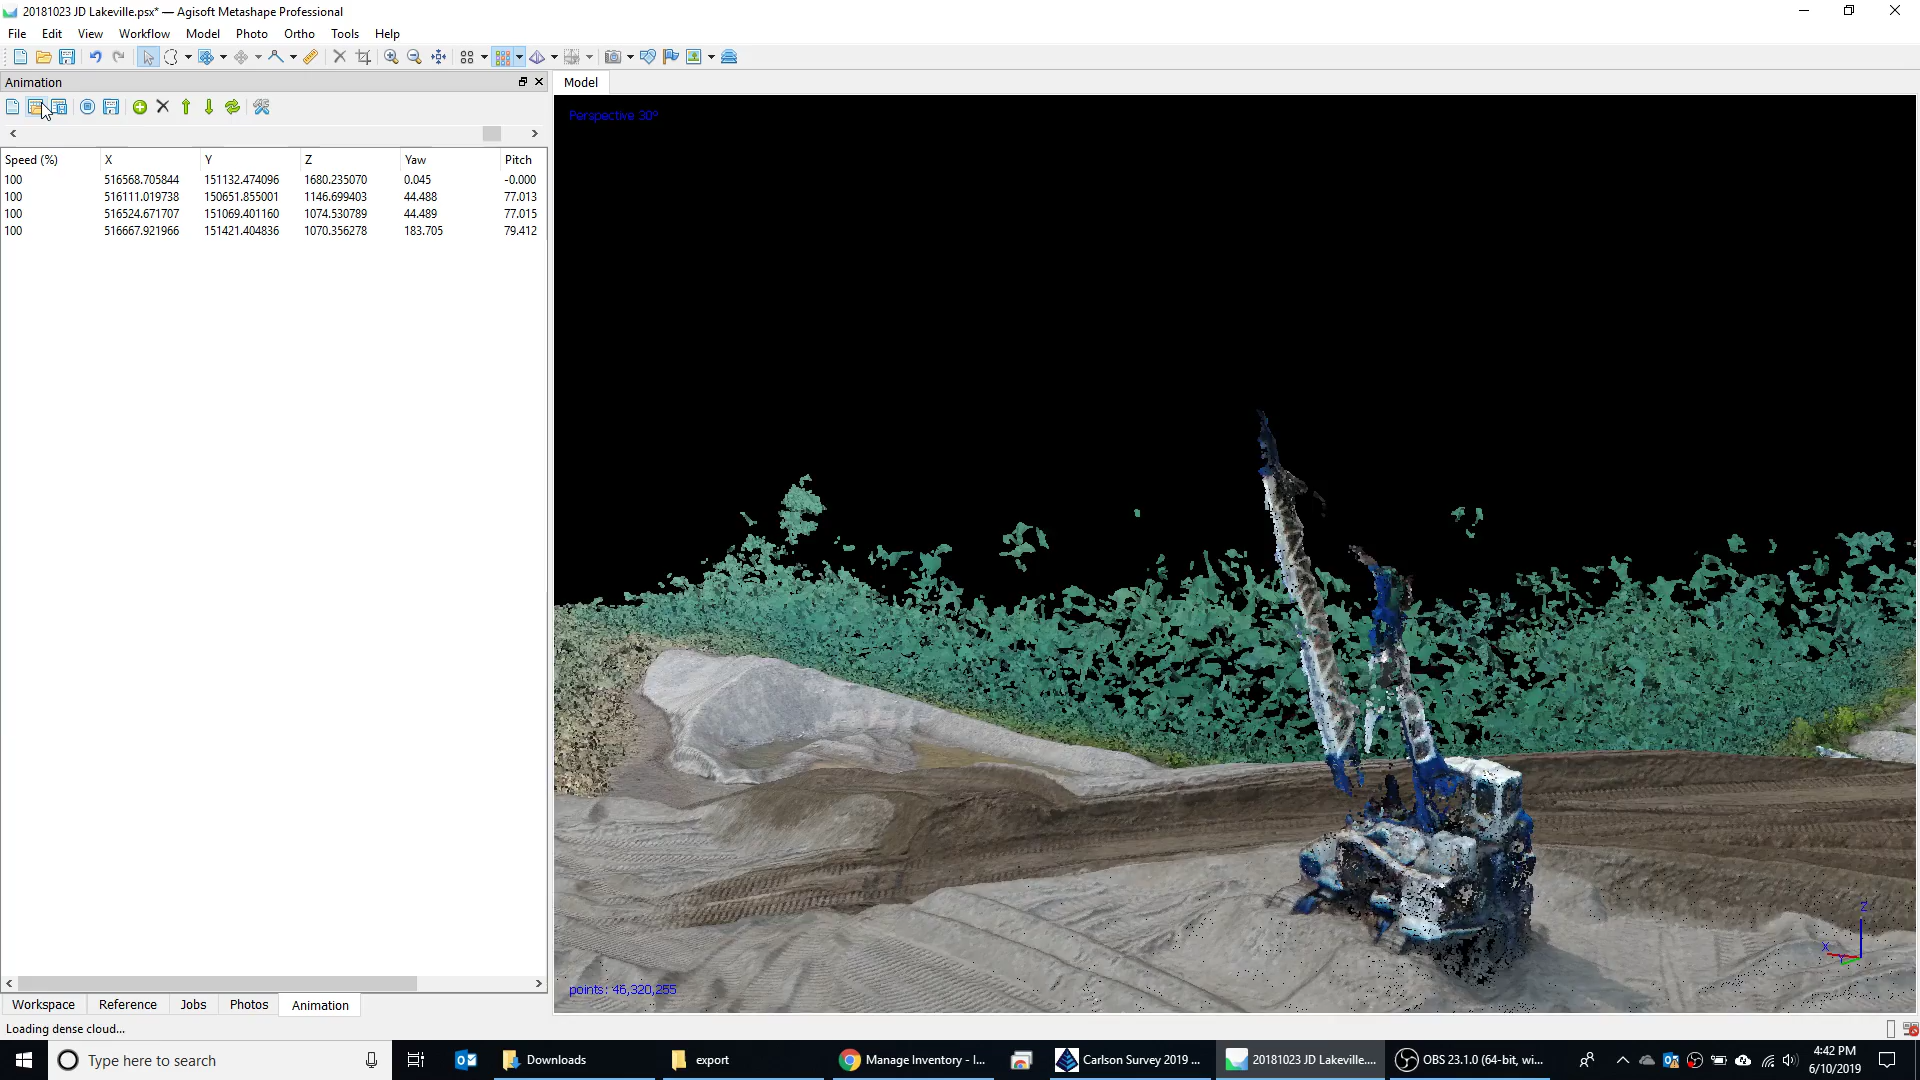 20181023 JD Lakeville.psx* — Agisoft Metashape Professional
File Edit View Workflow Model Photo Ortho Tools Help
Animation
Model
Perspective 30°
Speed (%) X Y Z Yaw Pitch
100 516568.705844 151132.474096 1680.235070 0.045 -0.000
100 516111.019738 150651.855001 1146.699403 44.488 77.013
100 516524.671707 151069.401160 1074.530789 44.489 77.015
100 516667.921966 151421.404836 1070.356278 183.705 79.412
Z
X
Y
points: 46,320,255
Workspace Reference Jobs Photos Animation
Loading dense cloud...
Type here to search
Downloads
export
Manage Inventory - I...
Carlson Survey 2019 ...
20181023 JD Lakeville....
OBS 23.1.0 (64-bit, wi...
4:42 PM
6/10/2019